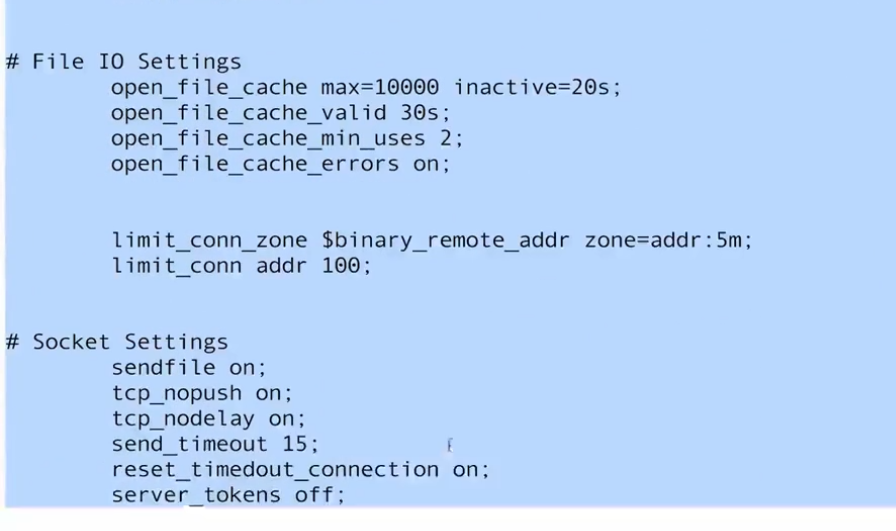 # File IO Settings
open_file_cache max=10000 inactive=20s;
open_file_cache_valid 30s;
open_file_cache_min_uses 2;
open_file_cache_errors on;
limit_conn_zone $binary_remote_addr zone=addr:5m;
limit_conn addr 100;
# Socket Settings
sendfile on;
tcp_nopush on;
tcp_nodelay on;
send_timeout 15;
reset_timedout_connection on;
server_tokens off;